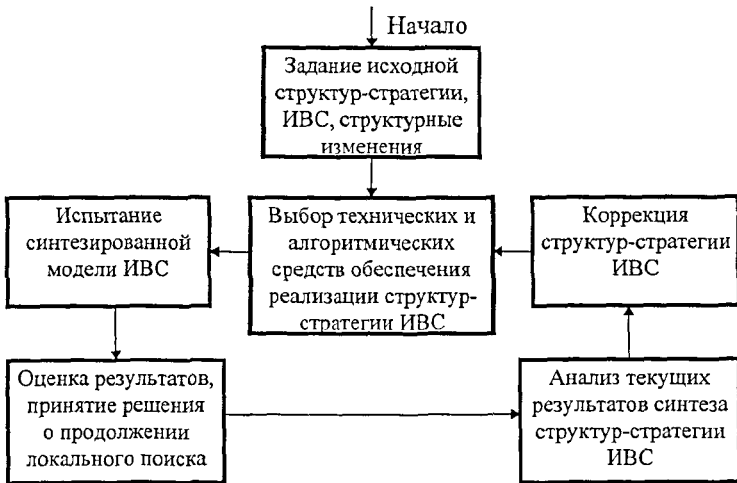 Начало
Задание исходной
структур-стратегии,
ИВС, структурные
изменения
Испытание
синтезированной
модели ИВС
Выбор технических и
алгоритмических
средств обеспечения
реализации структур-
стратегии ИВС
Коррекция
структур-стратегии
ИВС
Оценка результатов,
принятие решения
о продолжении
локального поиска
Анализ текущих
результатов синтеза
структур-стратегии
ИВС